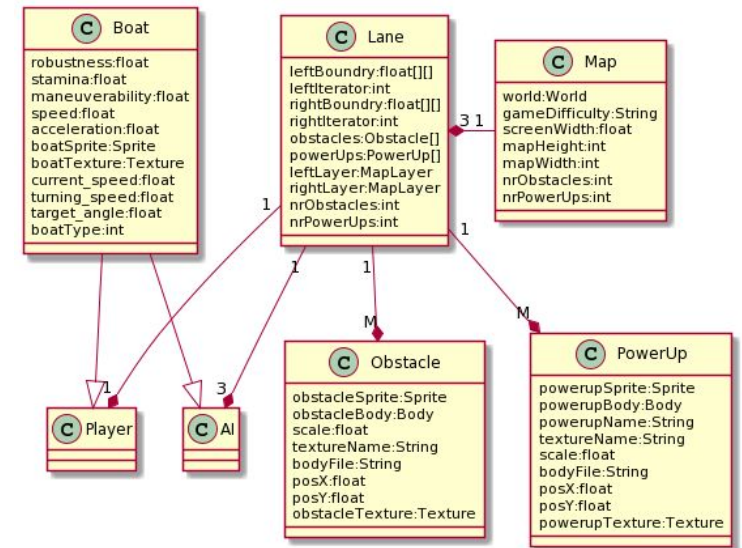 C Boat
robustness:float
stamina:float
maneuverability:float
speed:float
acceleration:float
boatSprite:Sprite
boatTexture:Texture
current_speed:float
turning_speed:float
target_angle:float
boatType:int
C Lane
leftBoundry:float[][]
leftIterator:int
rightBoundry:float[][]
rightIterator:int
obstacles:Obstacle[]
powerUps:PowerUp[]
leftLayer:MapLayer
rightLayer:MapLayer
nrObstacles:int
nrPowerUps:int
3 1
C Map
world:World
gameDifficulty:String
screenWidth:float
mapHeight:int
mapWidth:int
nrObstacles:int
nrPowerUps:int
1
1
1
1
1
3
M
M
C Player
C AI
C Obstacle
obstacleSprite:Sprite
obstacleBody:Body
scale:float
textureName:String
bodyFile:String
posX:float
posY:float
obstacleTexture:Texture
C PowerUp
powerupSprite:Sprite
powerupBody:Body
powerupName:String
textureName:String
scale:float
bodyFile:String
posX:float
posY:float
powerupTexture:Texture